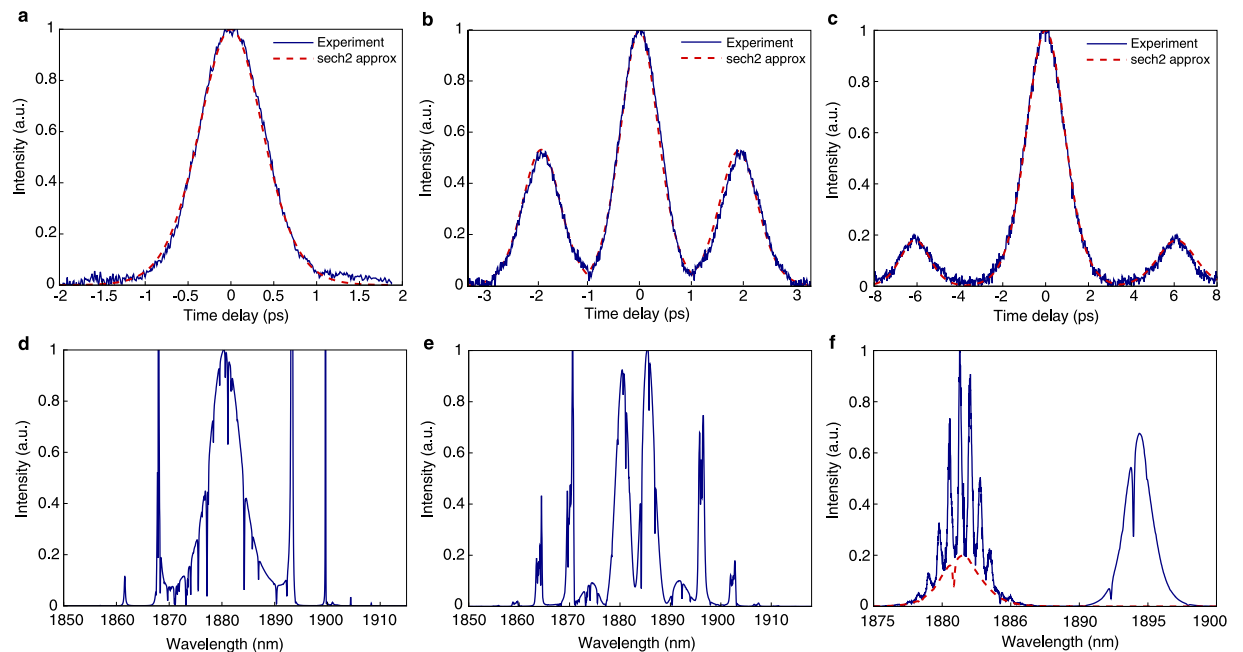 a
1
0.8
0.6
0.4
0.2
0
-2 -1.5 -1 -0.5 0 0.5 1 1.5 2
Intensity (a.u.)
Time delay (ps)
Experiment
sech2 approx
b
1
0.8
0.6
0.4
0.2
0
-3 -2 -1 0 1 2 3
Intensity (a.u.)
Time delay (ps)
Experiment
sech2 approx
c
1
0.8
0.6
0.4
0.2
0
-8 -6 -4 -2 0 2 4 6 8
Intensity (a.u.)
Time delay (ps)
Experiment
sech2 approx
d
1
0.8
0.6
0.4
0.2
0
1850 1860 1870 1880 1890 1900 1910
Intensity (a.u.)
Wavelength (nm)
e
1
0.8
0.6
0.4
0.2
0
1850 1860 1870 1880 1890 1900 1910
Intensity (a.u.)
Wavelength (nm)
f
1
0.8
0.6
0.4
0.2
0
1875 1880 1886 1890 1895 1900
Intensity (a.u.)
Wavelength (nm)